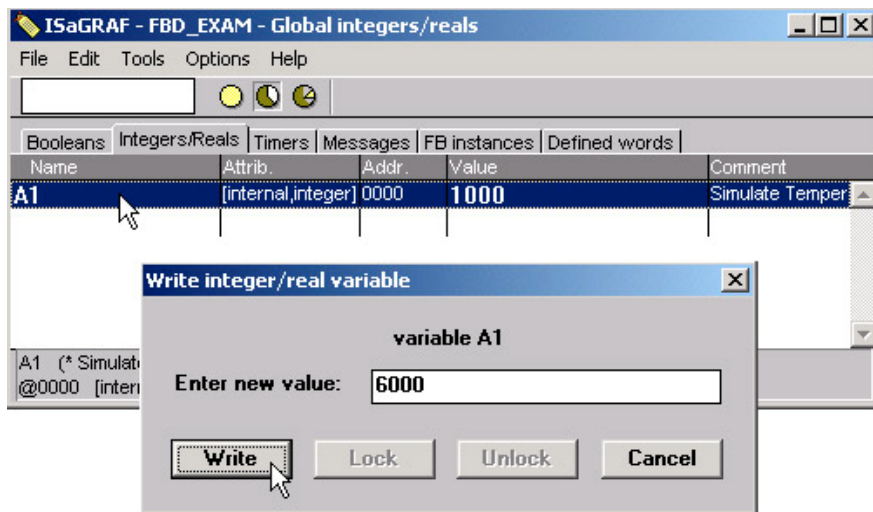 ISaGRAF - FBD_EXAM - Global integers/reals
File Edit Tools Options Help
Booleans Integers/Reals Timers Messages FB instances Defined words
Name Attrib. Addr. Value Comment
A1 [internal,integer] 0000 1000 Simulate Temper
Write integer/real variable
variable A1
A1 (* Simulat
@0000 [inter
Enter new value: 6000
Write Lock Unlock Cancel